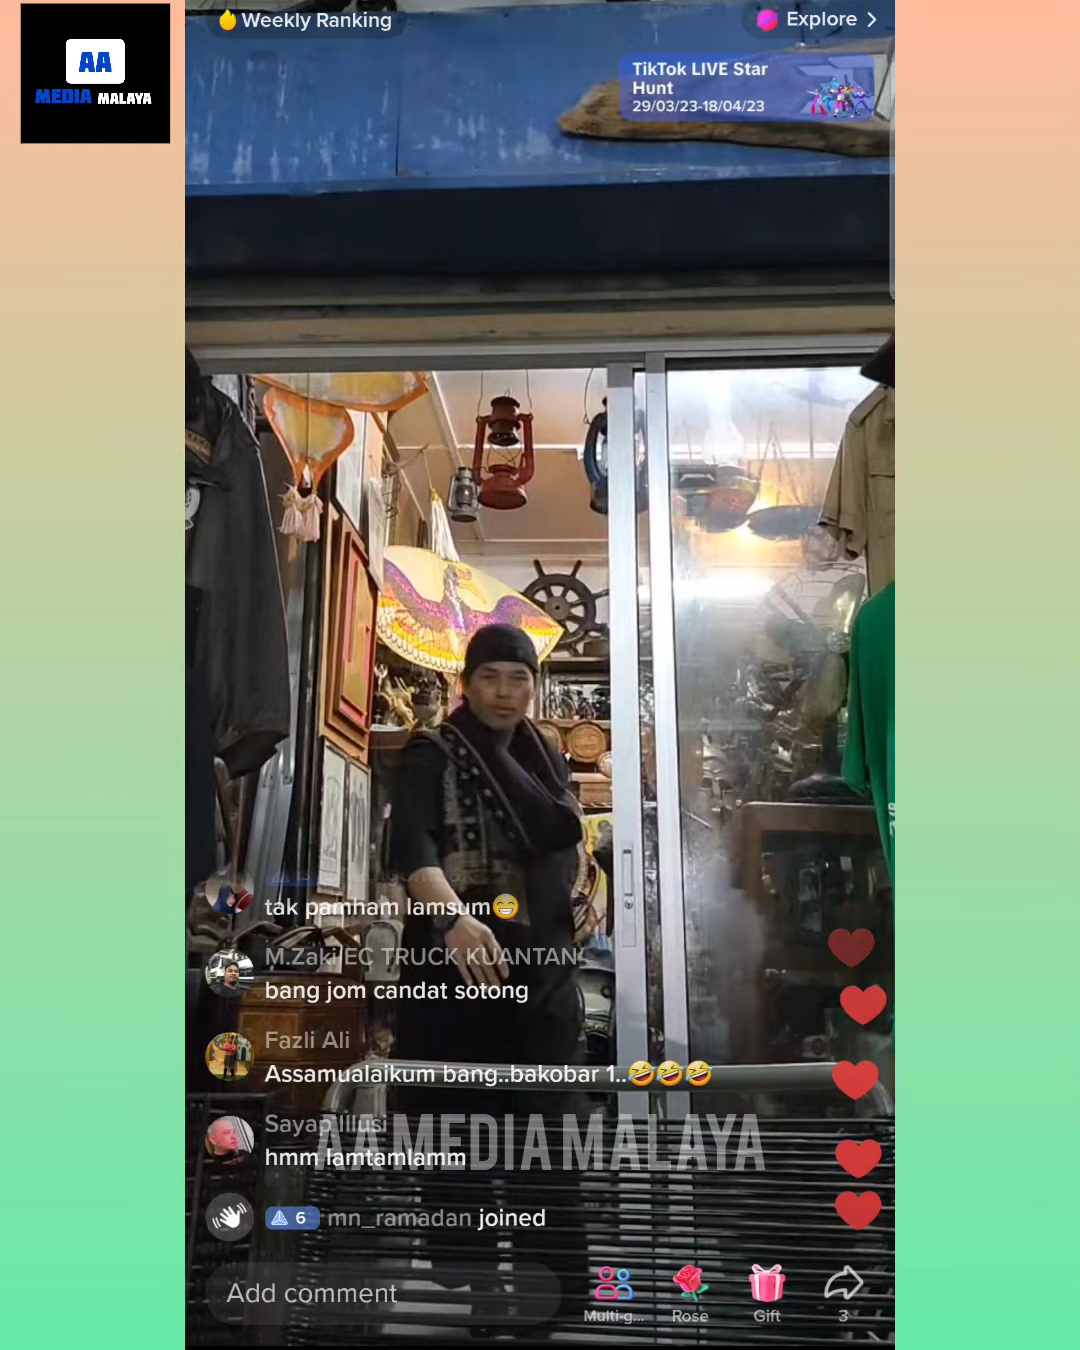 AA
MEDIA MALAYA
Weekly Ranking
Explore
TikTok LIVE Star
Hunt
29/03/23-18/04/23
tak pamham lamsum😁
M.Zaki EC TRUCK KUANTAN
bang jom candat sotong
Fazli Ali
Assamualaikum bang..bakobar 1..🤣🤣🤣
Sayap Illusi
hmm lamtamlamm
AA MEDIA MALAYA
6 mn_ramadan joined
Add comment
Multi-g...
Rose
Gift
3